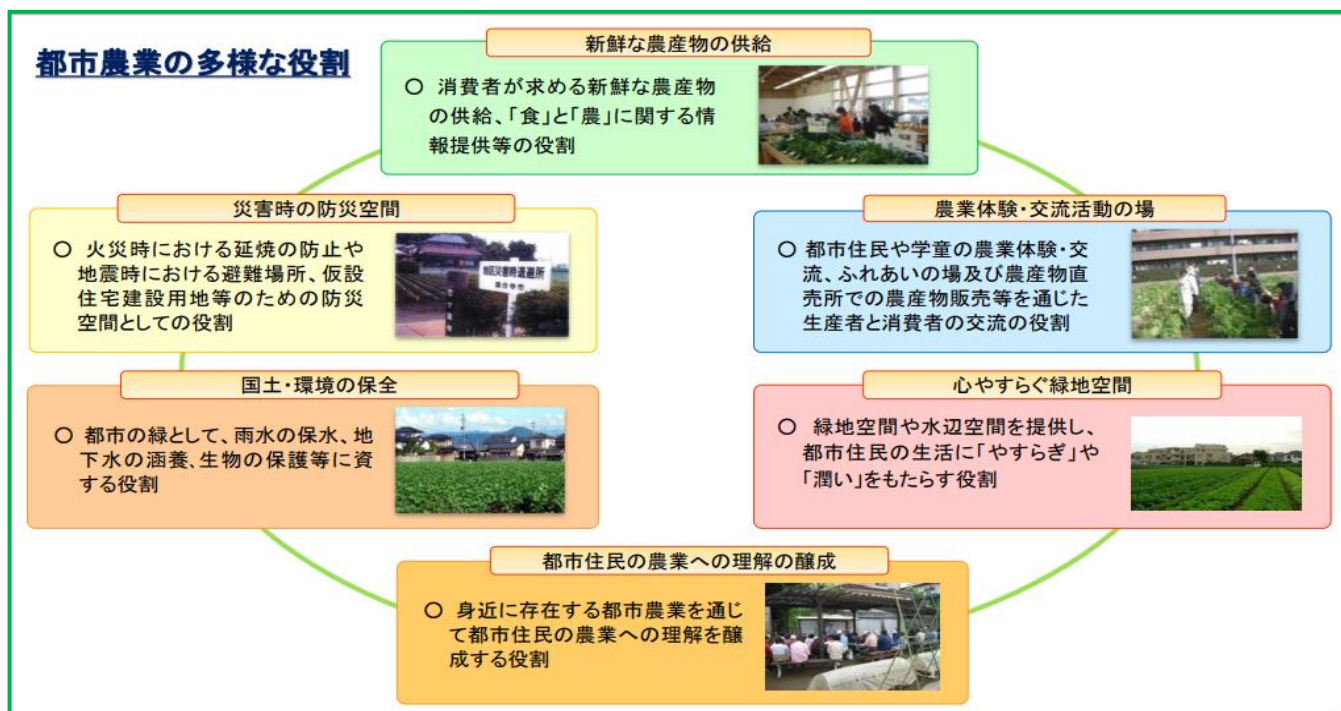 都市農業の多様な役割
新鮮な農産物の供給
○ 消費者が求める新鮮な農産物
の供給、「食」と「農」に関する情
報提供等の役割
災害時の防災空間
○ 火災時における延焼の防止や
地震時における避難場所、仮設
住宅建設用地等のための防災
空間としての役割
地区災害時退避所
国分寺市
農業体験・交流活動の場
○ 都市住民や学童の農業体験・交
流、ふれあいの場及び農産物直
売所での農産物販売等を通じた
生産者と消費者の交流の役割
国土・環境の保全
○ 都市の緑として、雨水の保水、地
下水の涵養、生物の保護等に資
する役割
心やすらぐ緑地空間
○ 緑地空間や水辺空間を提供し、
都市住民の生活に「やすらぎ」や
「潤い」をもたらす役割
都市住民の農業への理解の醸成
○ 身近に存在する都市農業を通じ
て都市住民の農業への理解を醸
成する役割